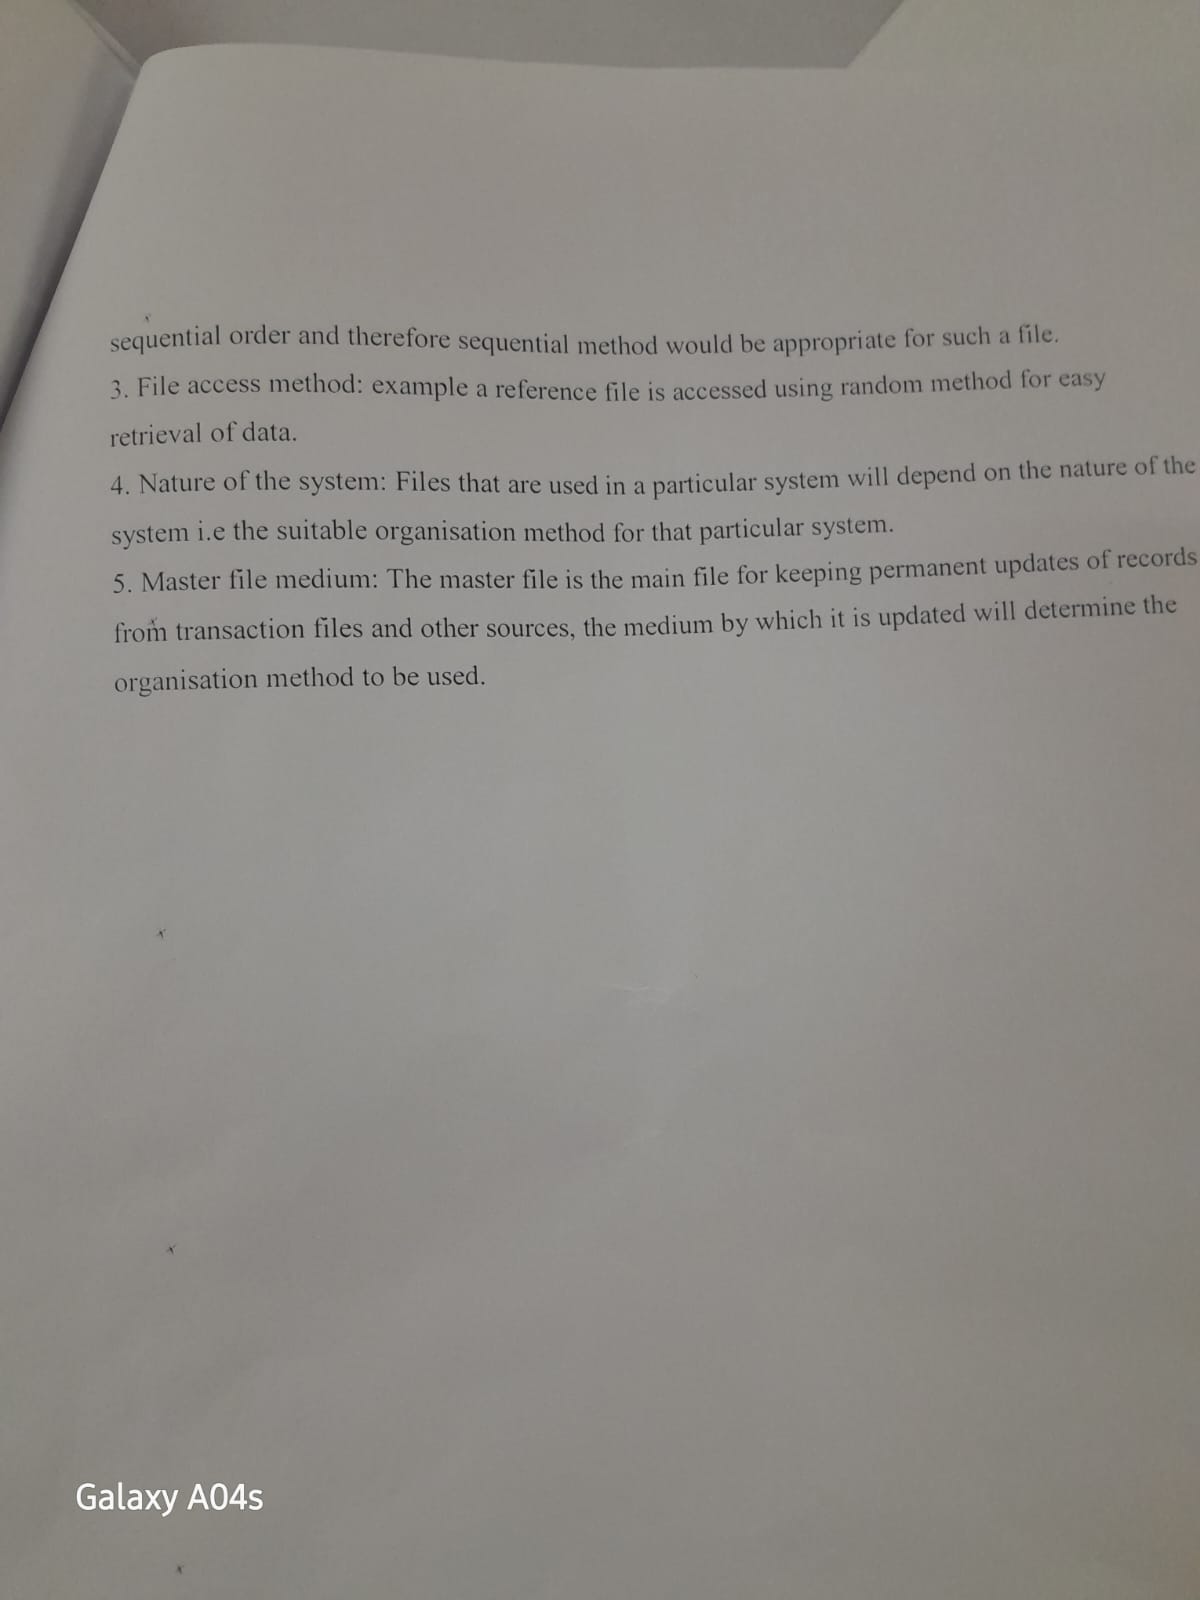 sequential order and therefore sequential method would be appropriate for such a file.
3. File access method: example a reference file is accessed using random method for easy
retrieval of data.
4. Nature of the system: Files that are used in a particular system will depend on the nature of the
system i.e the suitable organisation method for that particular system.
5. Master file medium: The master file is the main file for keeping permanent updates of records
from transaction files and other sources, the medium by which it is updated will determine the
organisation method to be used.
Galaxy A04s